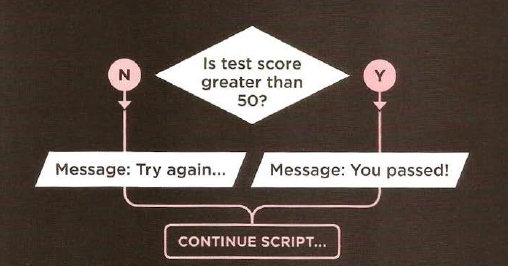 Is test score
greater than
50?
N
Y
Message: Try again...
Message: You passed!
CONTINUE SCRIPT...